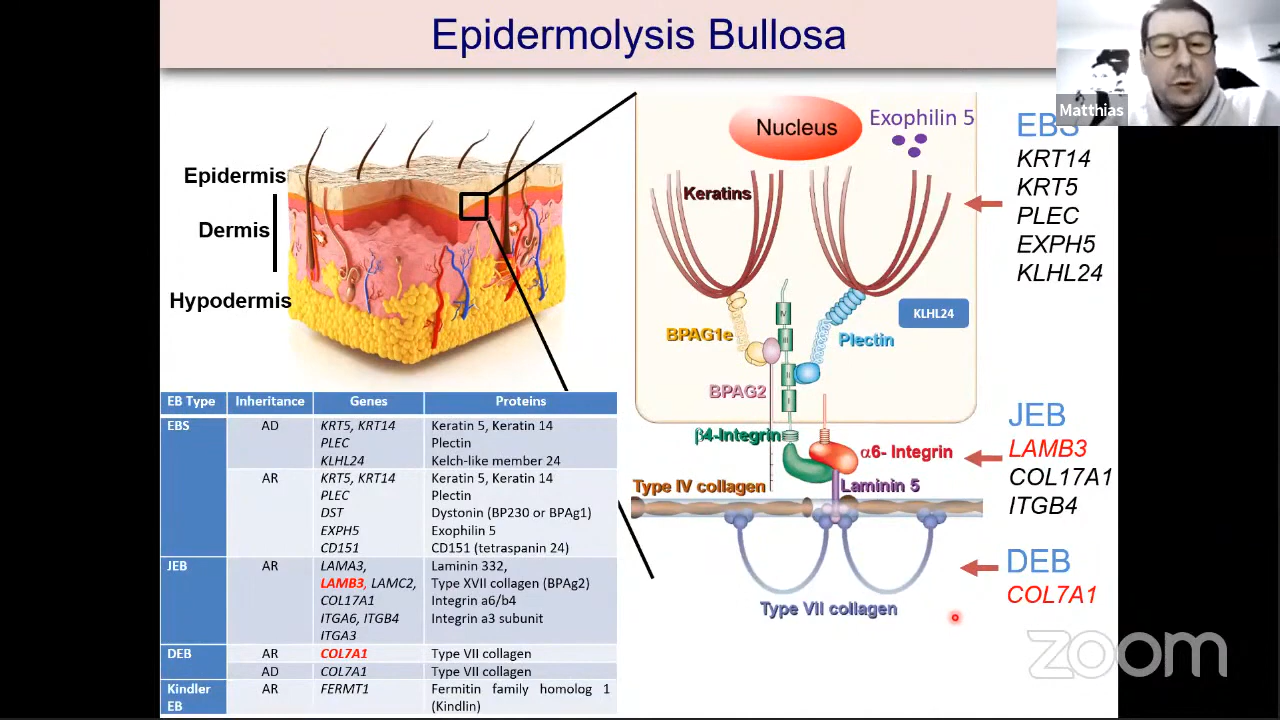 Epidermolysis Bullosa
Matthias
Epidermis
Dermis
Hypodermis
Nucleus
Exophilin 5
Keratins
BPAG1e
Plectin
KLHL24
BPAG2
IV
III
II
I
β4-Integrin
α6- Integrin
Type IV collagen
Laminin 5
Type VII collagen
EBS
KRT14
KRT5
PLEC
EXPH5
KLHL24
JEB
LAMB3
COL17A1
ITGB4
DEB
COL7A1
EB Type Inheritance Genes Proteins
EBS AD KRT5, KRT14 Keratin 5, Keratin 14
PLEC Plectin
KLHL24 Kelch-like member 24
AR KRT5, KRT14 Keratin 5, Keratin 14
PLEC Plectin
DST Dystonin (BP230 or BPAg1)
EXPH5 Exophilin 5
CD151 CD151 (tetraspanin 24)
JEB AR LAMA3, Laminin 332,
LAMB3, LAMC2, Type XVII collagen (BPAg2)
COL17A1 Integrin a6/b4
ITGA6, ITGB4 Integrin a3 subunit
ITGA3
DEB AR COL7A1 Type VII collagen
AD COL7A1 Type VII collagen
Kindler AR FERMT1 Fermitin family homolog 1
EB (Kindlin)
zoom